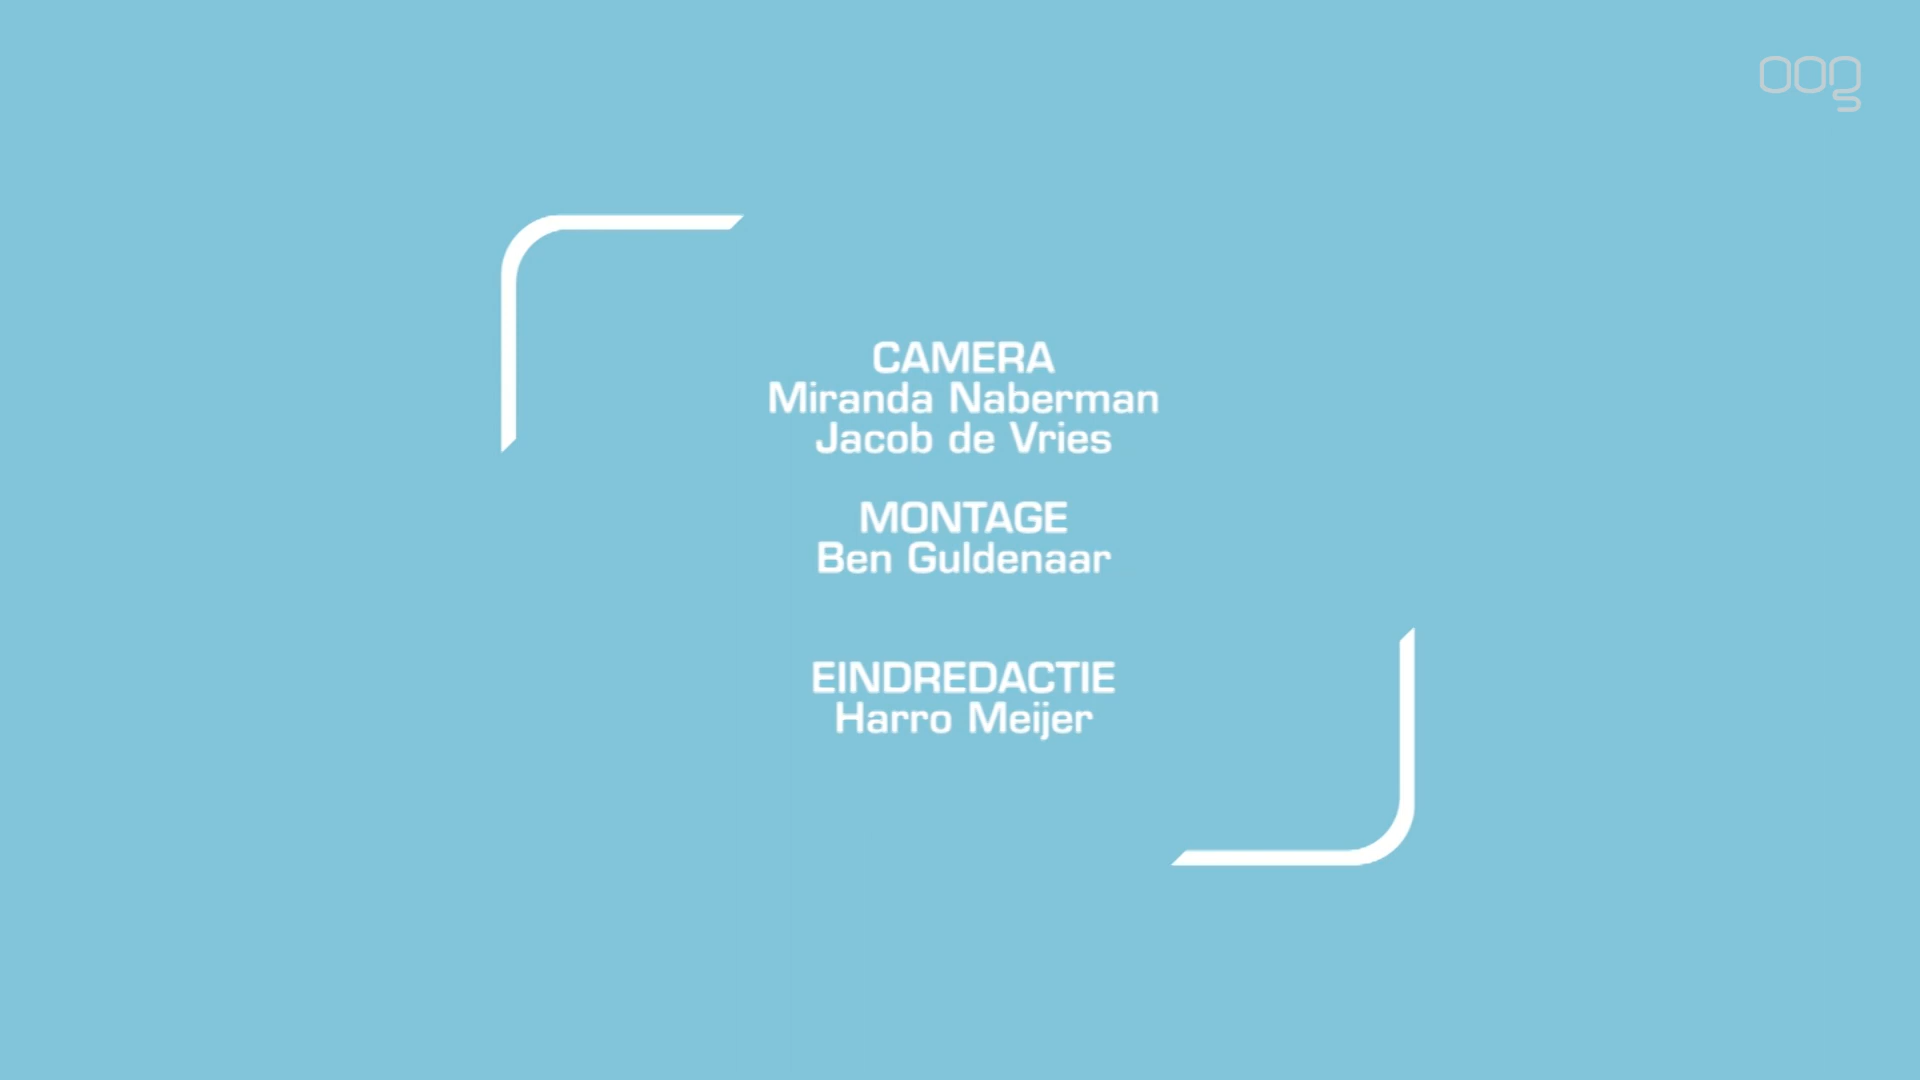 oog
CAMERA
Miranda Naberman
Jacob de Vries
MONTAGE
Ben Guldenaar
EINDREDACTIE
Harro Meijer